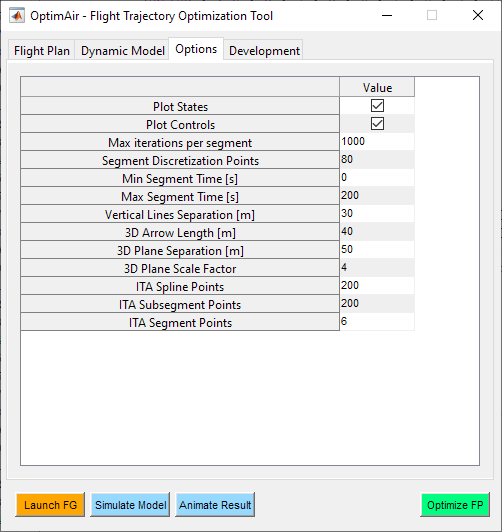 OptimAir - Flight Trajectory Optimization Tool
Flight Plan Dynamic Model Options Development
Value
Plot States
Plot Controls
Max iterations per segment 1000
Segment Discretization Points 80
Min Segment Time [s] 0
Max Segment Time [s] 200
Vertical Lines Separation [m] 30
3D Arrow Length [m] 40
3D Plane Separation [m] 50
3D Plane Scale Factor 4
ITA Spline Points 200
ITA Subsegment Points 200
ITA Segment Points 6
Launch FG Simulate Model Animate Result Optimize FP